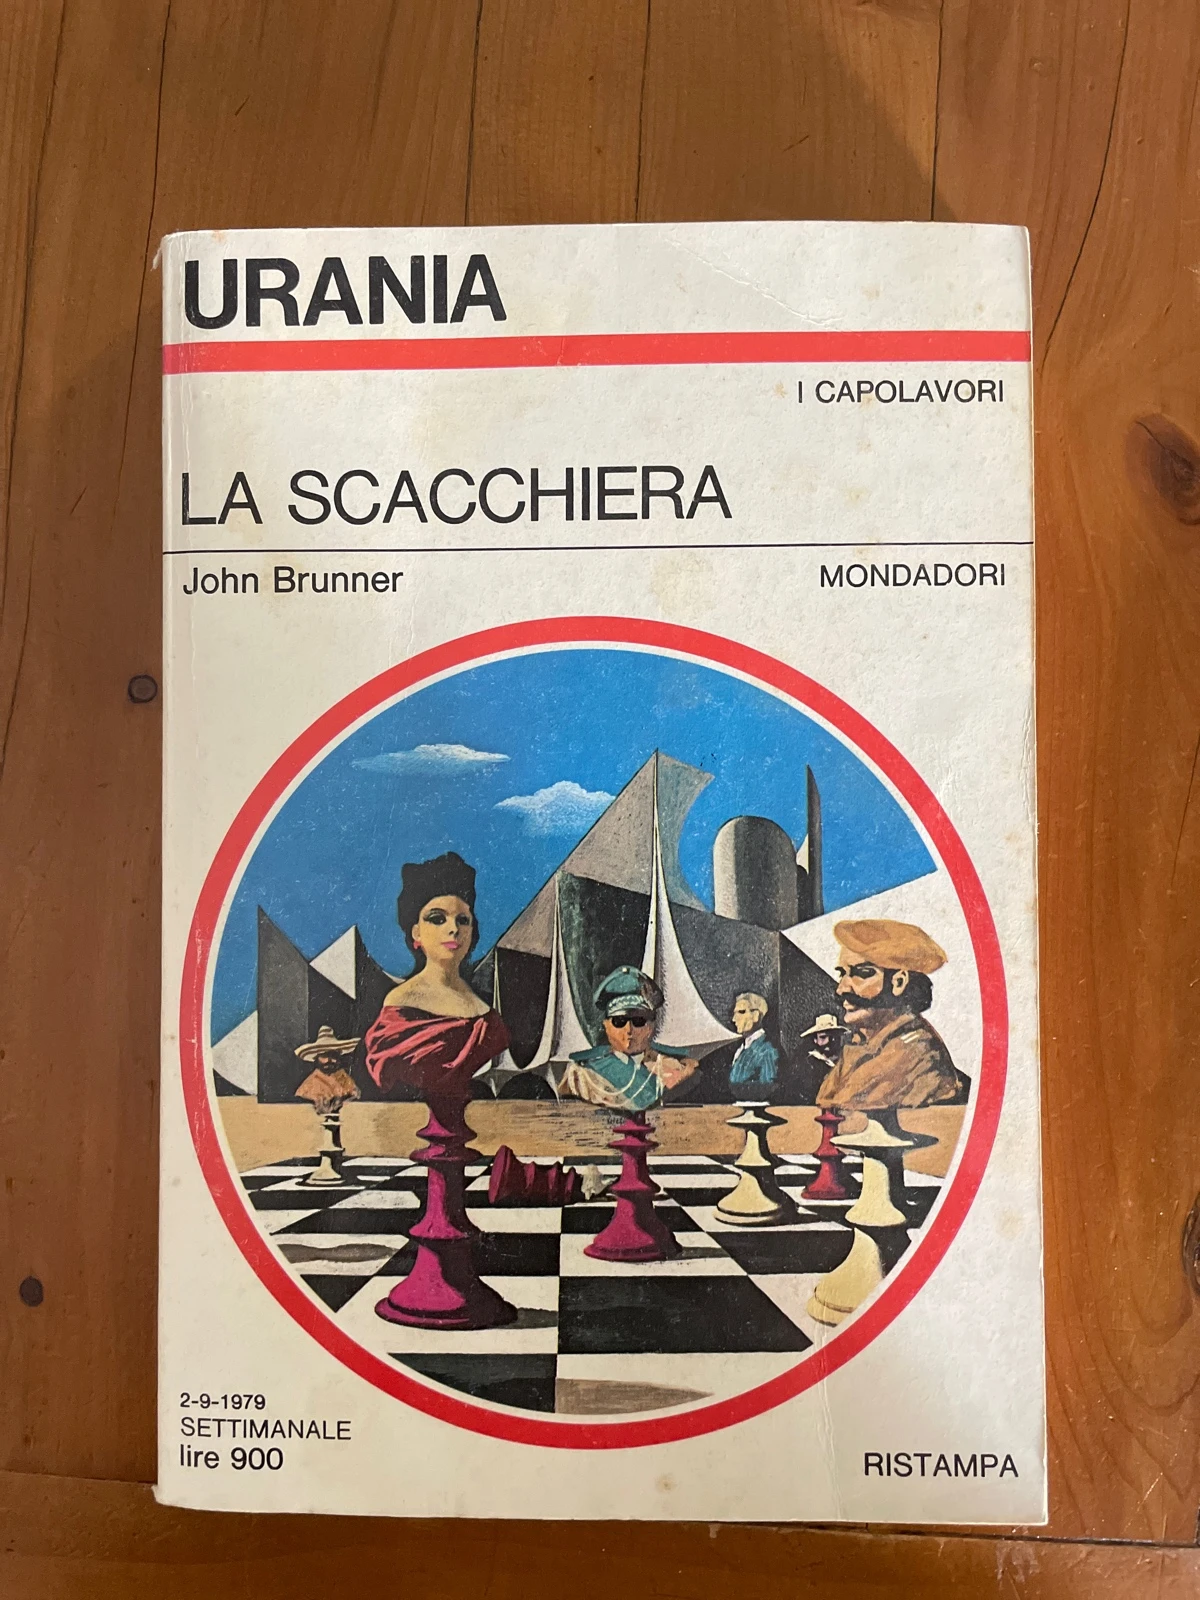 URANIA
I CAPOLAVORI
LA SCACCHIERA
John Brunner
MONDADORI
2-9-1979
SETTIMANALE
lire 900
RISTAMPA